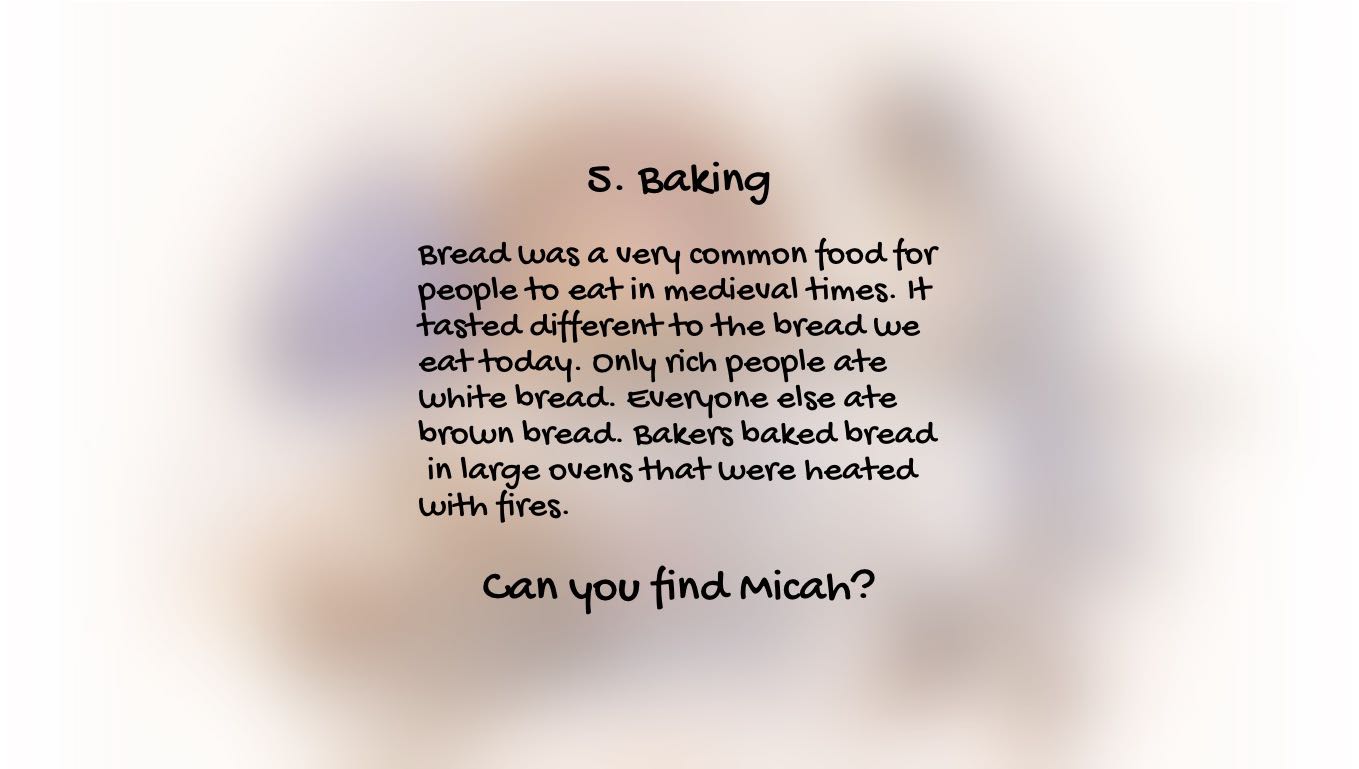 5. Baking
Bread was a very common food for
people to eat in medieval times. It
tasted different to the bread we
eat today. Only rich people ate
white bread. Everyone else ate
brown bread. Bakers baked bread
in large ovens that were heated
with fires.
Can you find Micah?